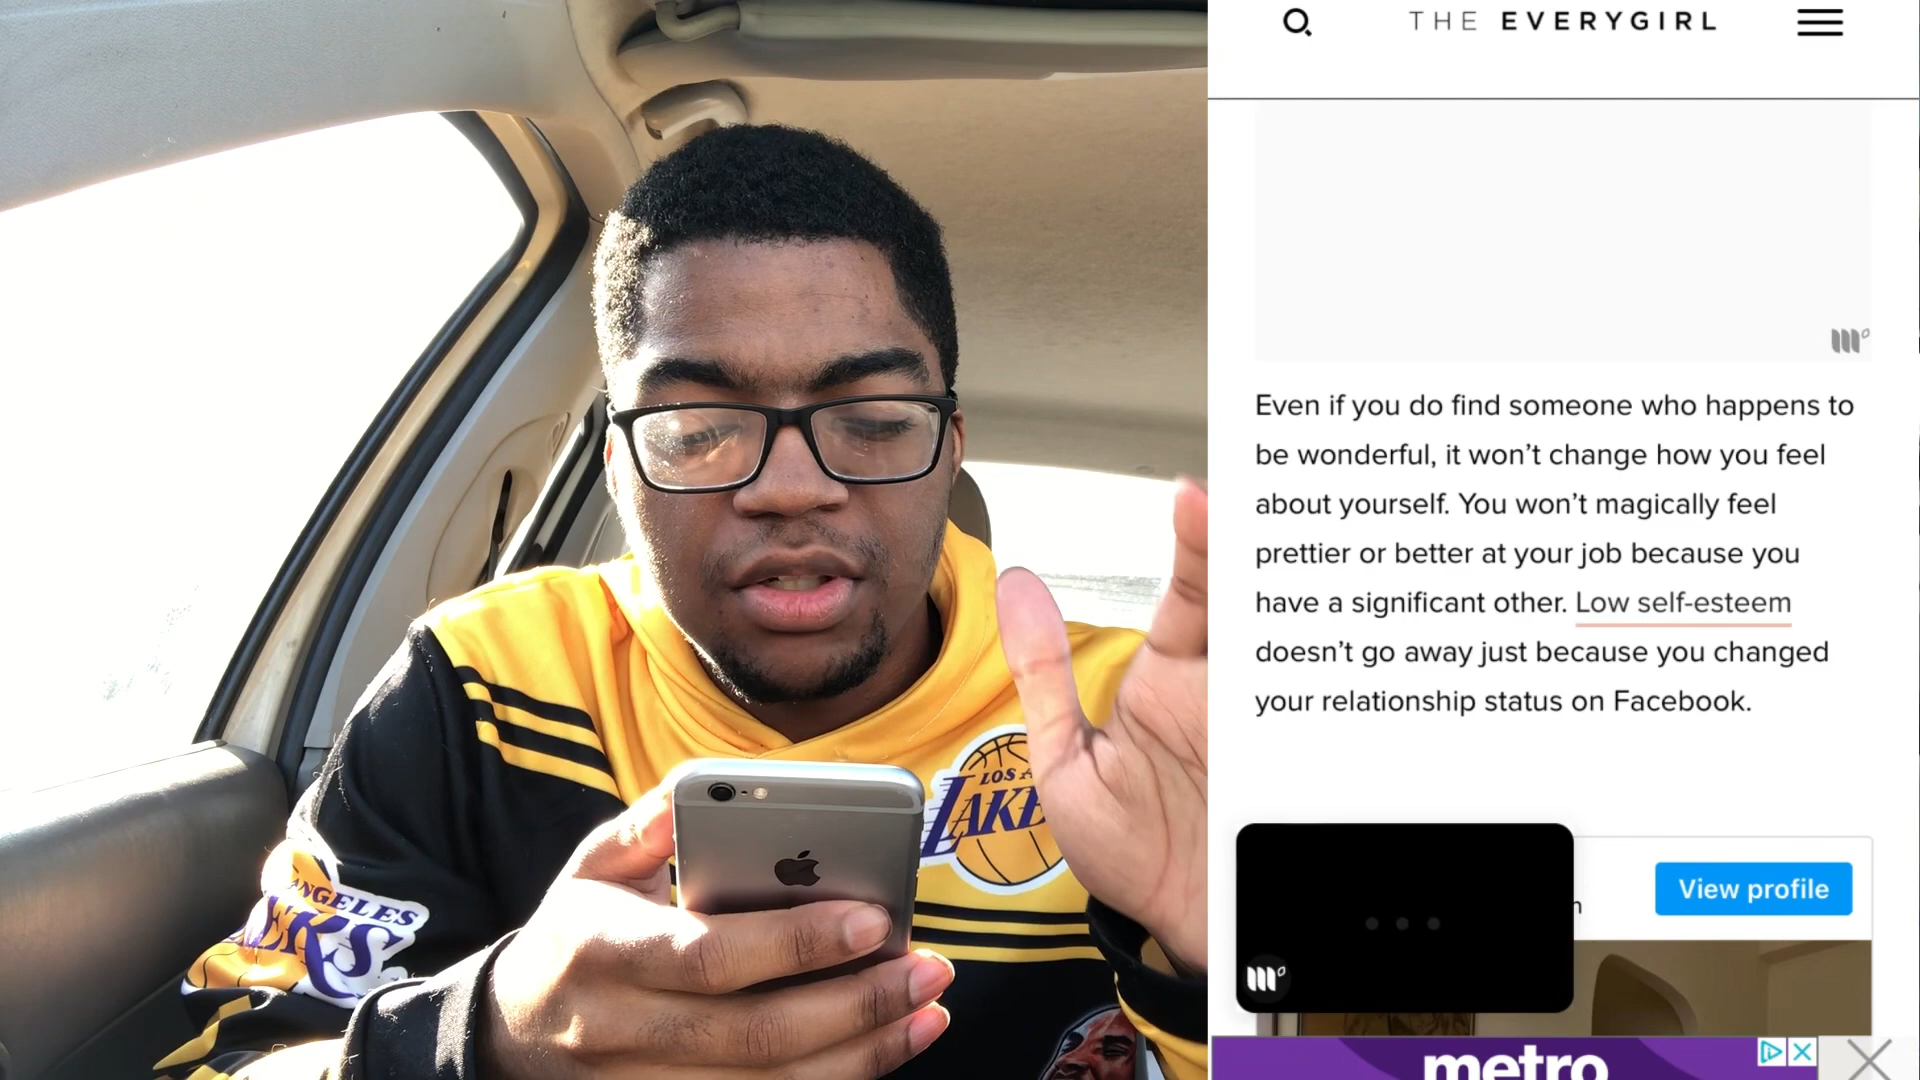 THE EVERYGIRL
Even if you do find someone who happens to
be wonderful, it won’t change how you feel
about yourself. You won’t magically feel
prettier or better at your job because you
have a significant other. Low self-esteem
doesn’t go away just because you changed
your relationship status on Facebook.
View profile
metro
LOS
LAKE
ANGELES